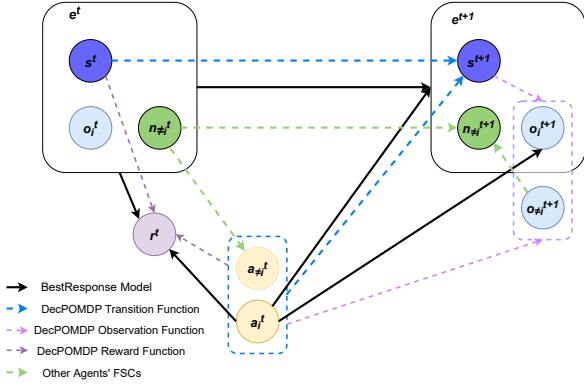 e^t
e^{t+1}
s^t
s^{t+1}
o_i^t
n_{≠i}^t
n_{≠i}^{t+1}
o_i^{t+1}
o_{≠i}^{t+1}
r^t
a_{≠i}^t
a_i^t
BestResponse Model
DecPOMDP Transition Function
DecPOMDP Observation Function
DecPOMDP Reward Function
Other Agents' FSCs